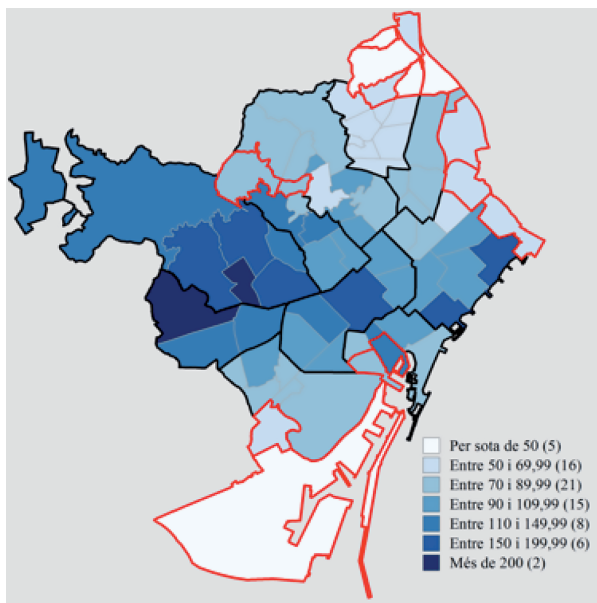 Per sota de 50 (5)
Entre 50 i 69,99 (16)
Entre 70 i 89,99 (21)
Entre 90 i 109,99 (15)
Entre 110 i 149,99 (8)
Entre 150 i 199,99 (6)
Més de 200 (2)